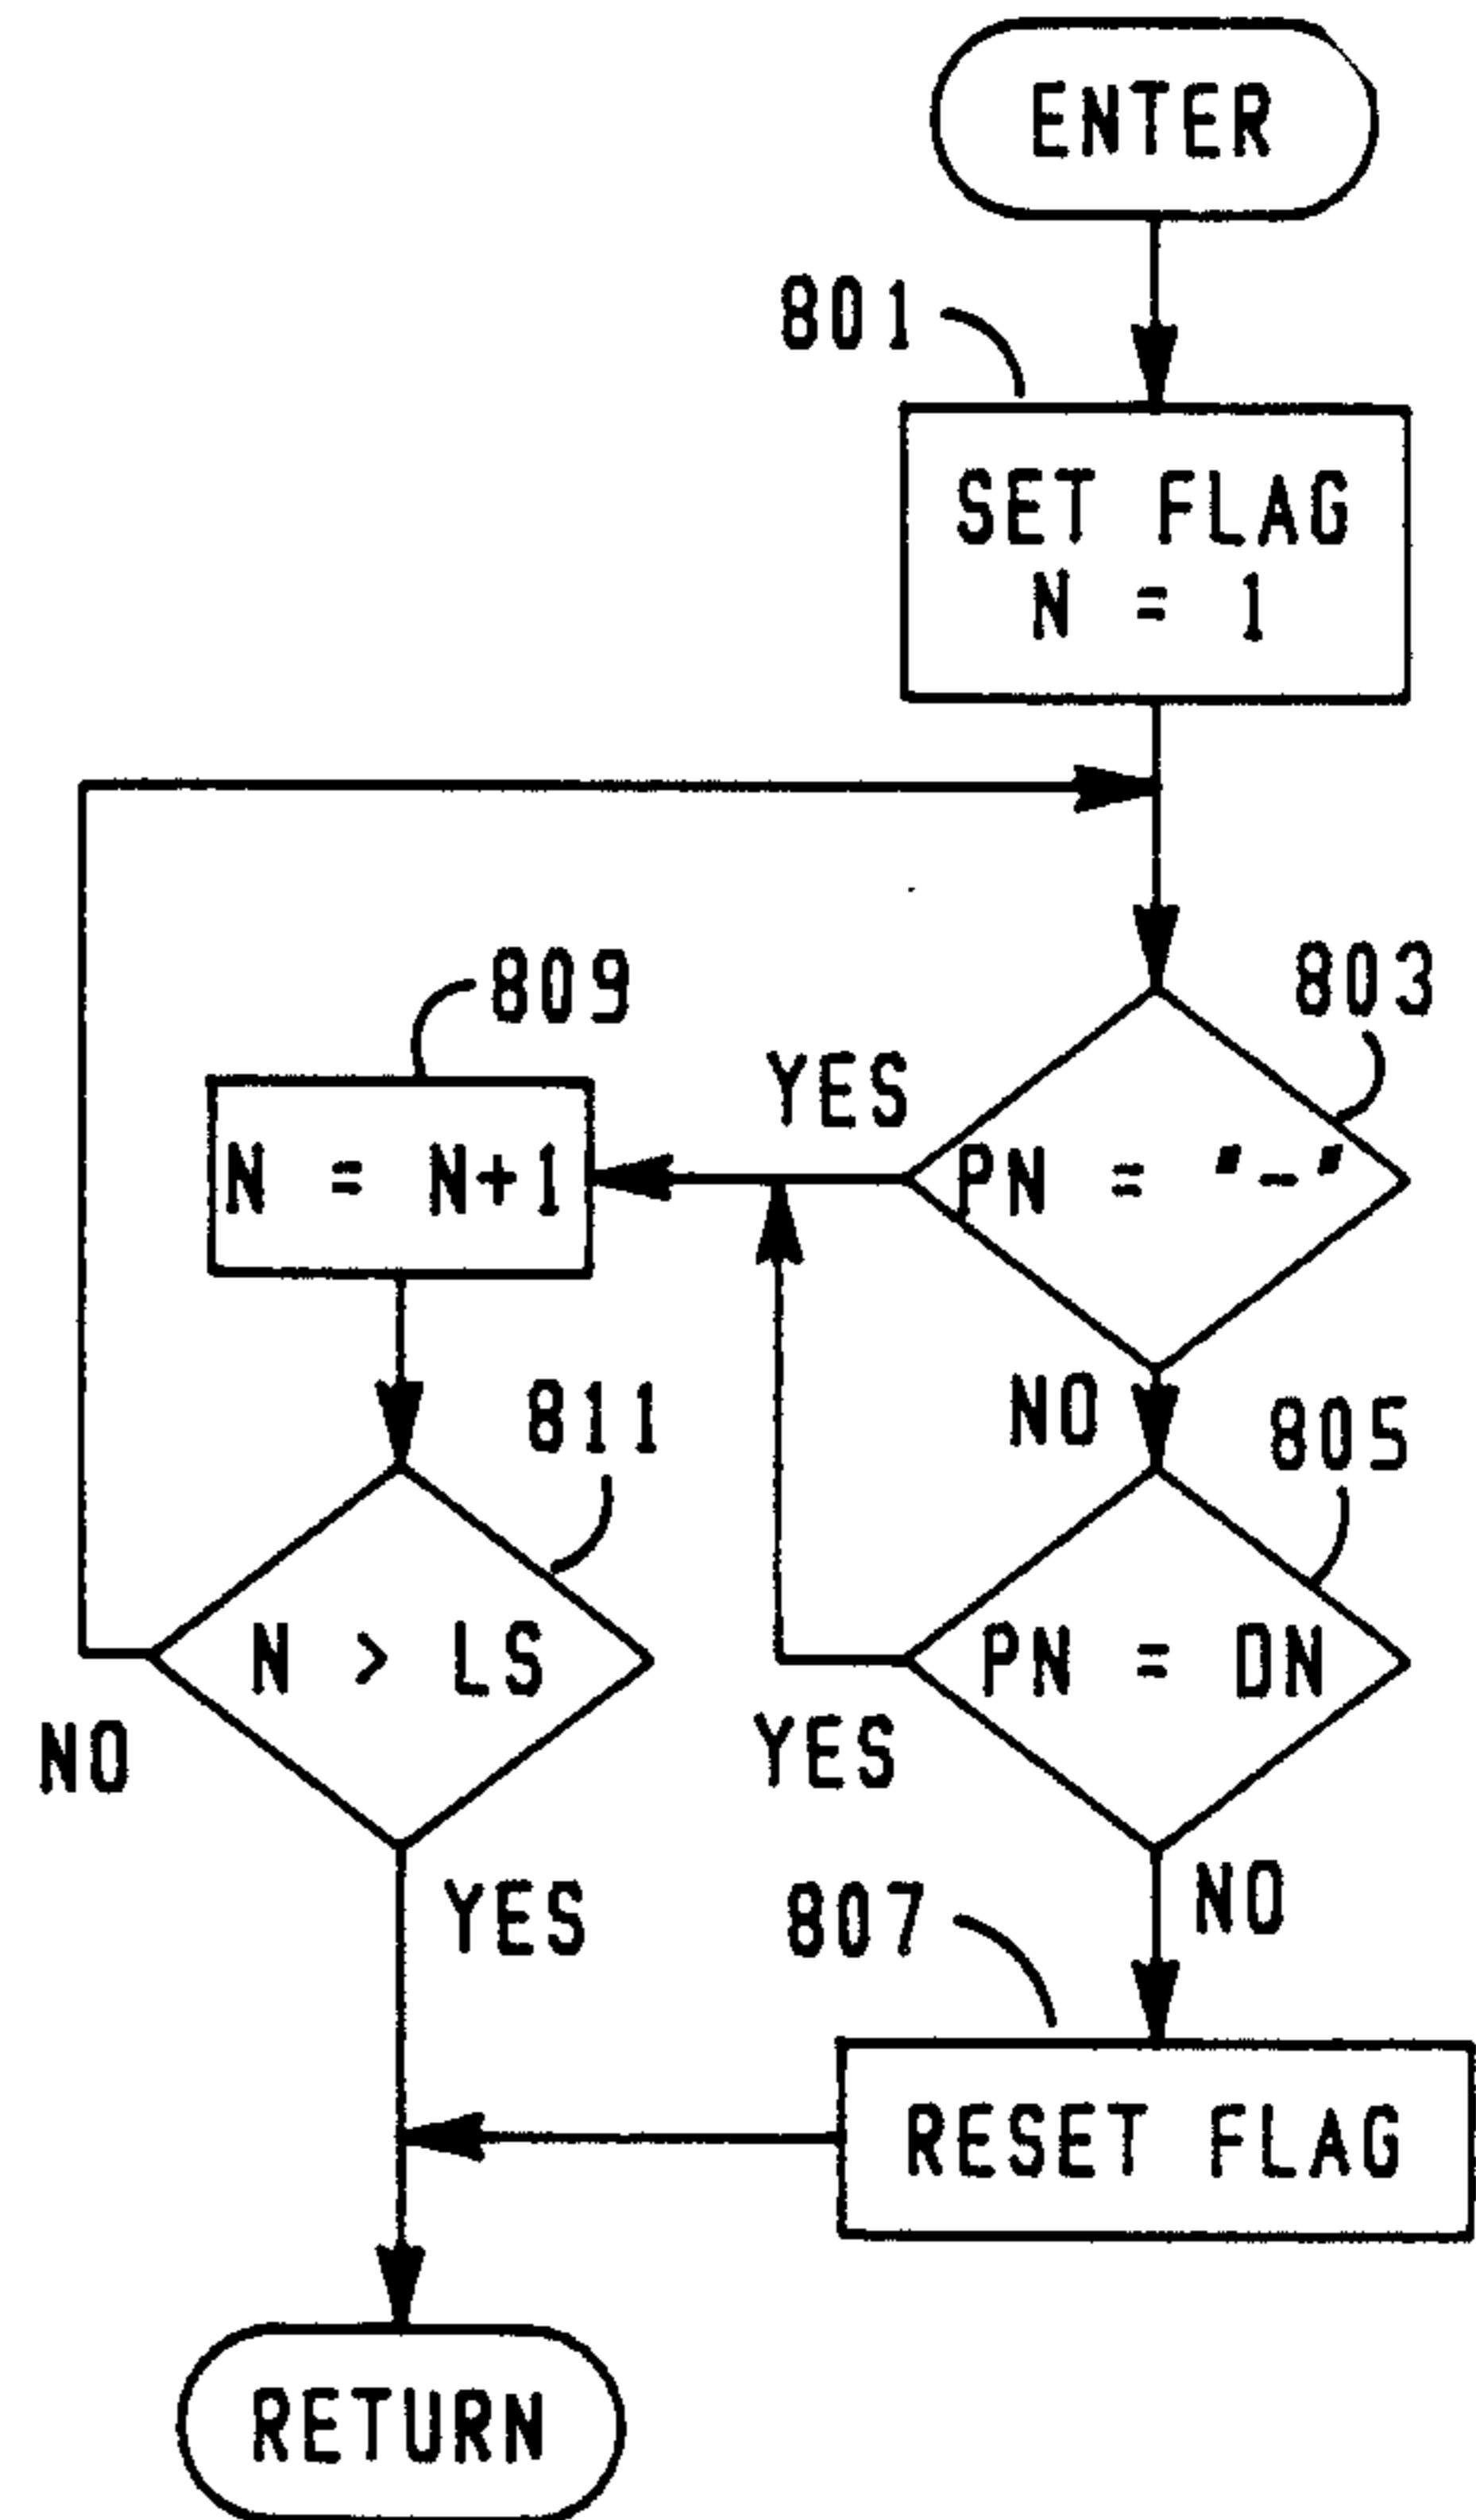 ENTER
801
SET FLAG
N = 1
809
803
YES
N = N+1
PN = "-"
811
NO
805
N > LS
PN = DN
NO
YES
YES
807
NO
RESET FLAG
RETURN